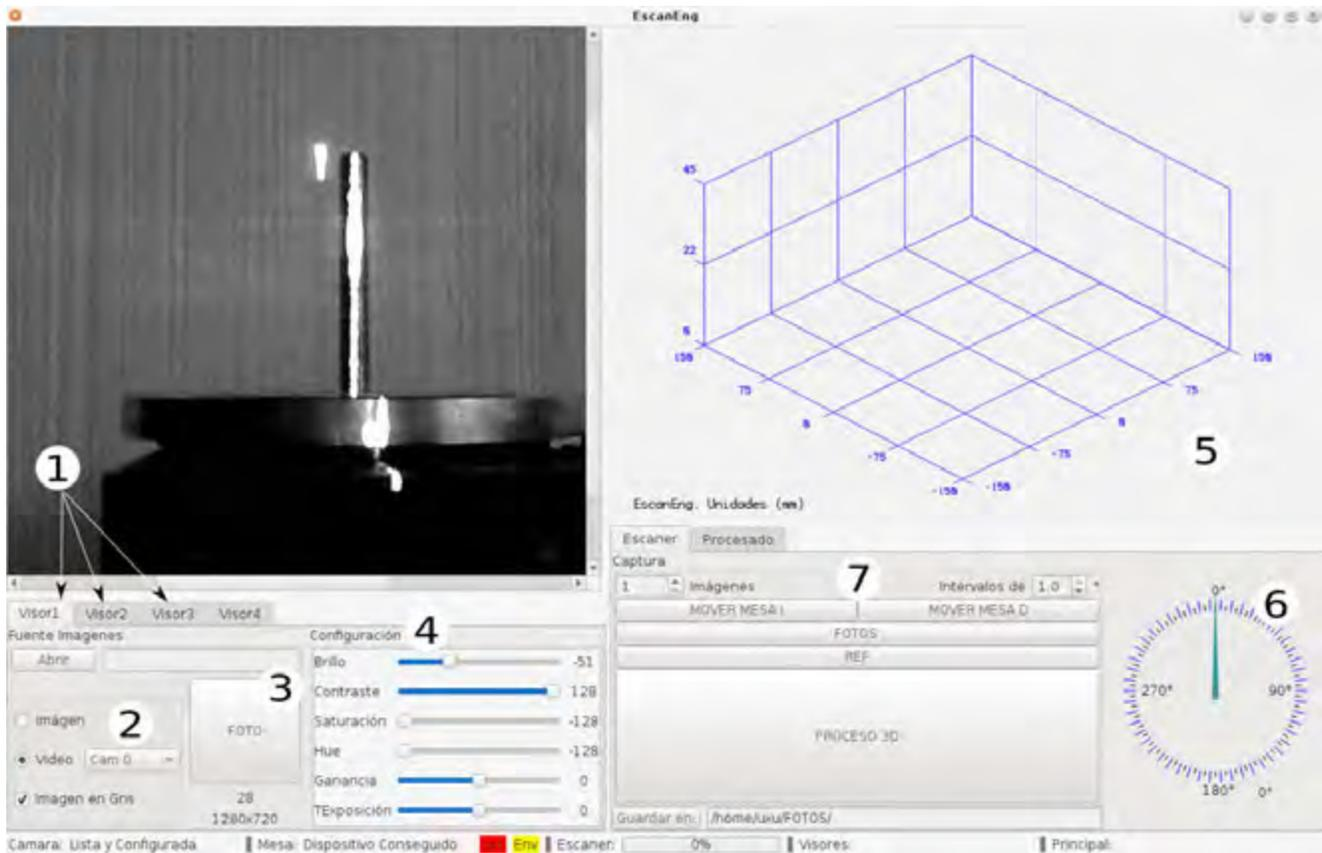 EscanEng
45
22
150
75
75
-75
-75
-150
-150
150
EscanEng. Unidades (mm)
5
1
Visor1 Visor2 Visor3 Visor4
Fuente Imagenes
Abrir
Imágen
2
Video Cam 0
Imagen en Gris
3
FOTO
28
1280x720
Configuración 4
Brillo -51
Contraste 128
Saturación -128
Hue -128
Ganancia 0
TExposición 0
Escaner Procesado
Captura
7
1 Imágenes Intervalos de 1.0 °
MOVER MESA I MOVER MESA D
FOTOS
REF
PROCESO 3D
Guardar en: /home/uxu/FOTOS/
6
0°
270° 90°
180° 0°
Camara: Lista y Configurada Mesa: Dispositivo Conseguido Env Escaner: 0% Visores: Principal: